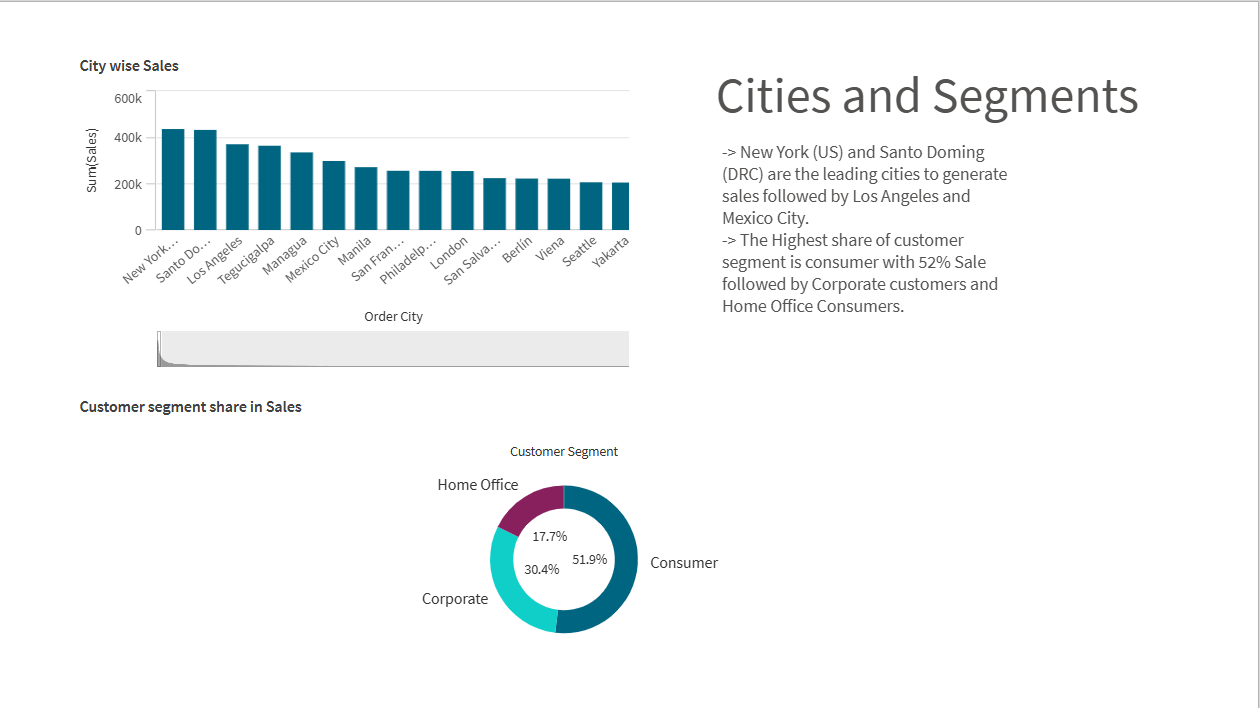 City wise Sales
Cities and Segments
Sum(Sales)
600k
400k
200k
0
New York…
Santo Do…
Los Angeles
Tegucigalpa
Managua
Mexico City
Manila
San Fran…
Philadelp…
London
San Salva…
Berlín
Viena
Seattle
Yakarta
Order City
-> New York (US) and Santo Doming
(DRC) are the leading cities to generate
sales followed by Los Angeles and
Mexico City.
-> The Highest share of customer
segment is consumer with 52% Sale
followed by Corporate customers and
Home Office Consumers.
Customer segment share in Sales
Customer Segment
Home Office
17.7%
51.9%
30.4%
Consumer
Corporate